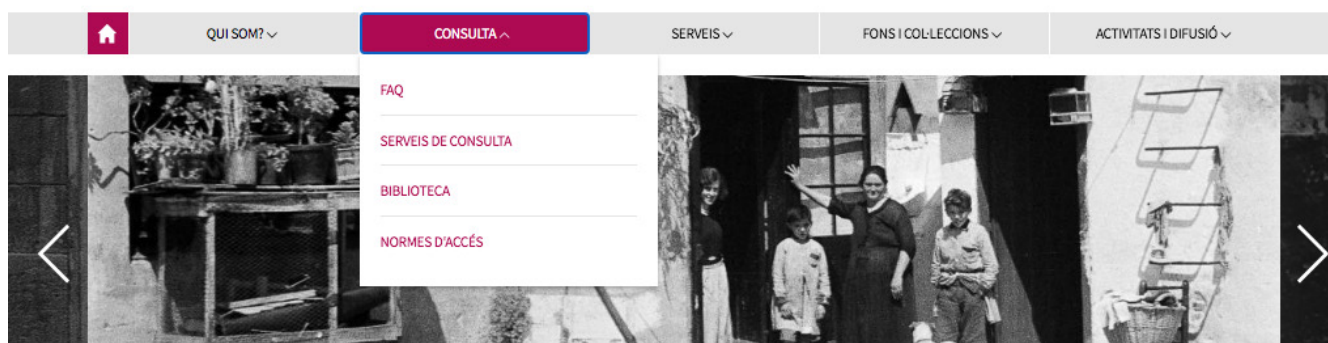 QUI SOM?
CONSULTA
SERVEIS
FONS I COL·LECCIONS
ACTIVITATS I DIFUSIÓ
FAQ
SERVEIS DE CONSULTA
BIBLIOTECA
NORMES D'ACCÉS